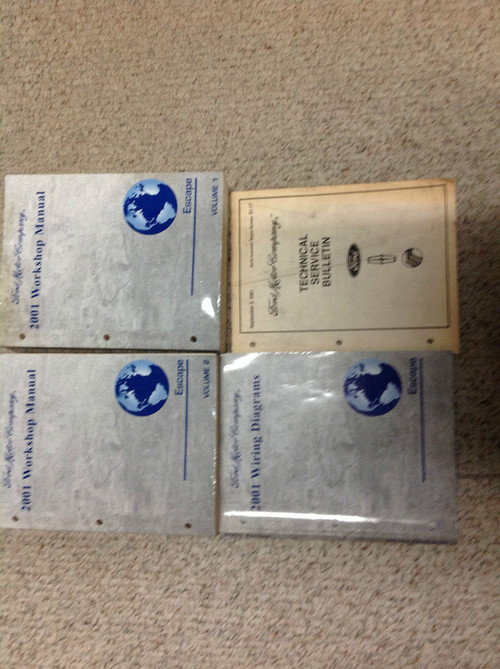 Ford Motor Company,
2001 Workshop Manual
Escape
VOLUME 1
Ford Motor Company,
2001 Workshop Manual
Escape
VOLUME 2
Ford Motor Company,
TECHNICAL
SERVICE
BULLETIN
Ford
Ford Motor Company,
2001 Wiring Diagrams
Escape